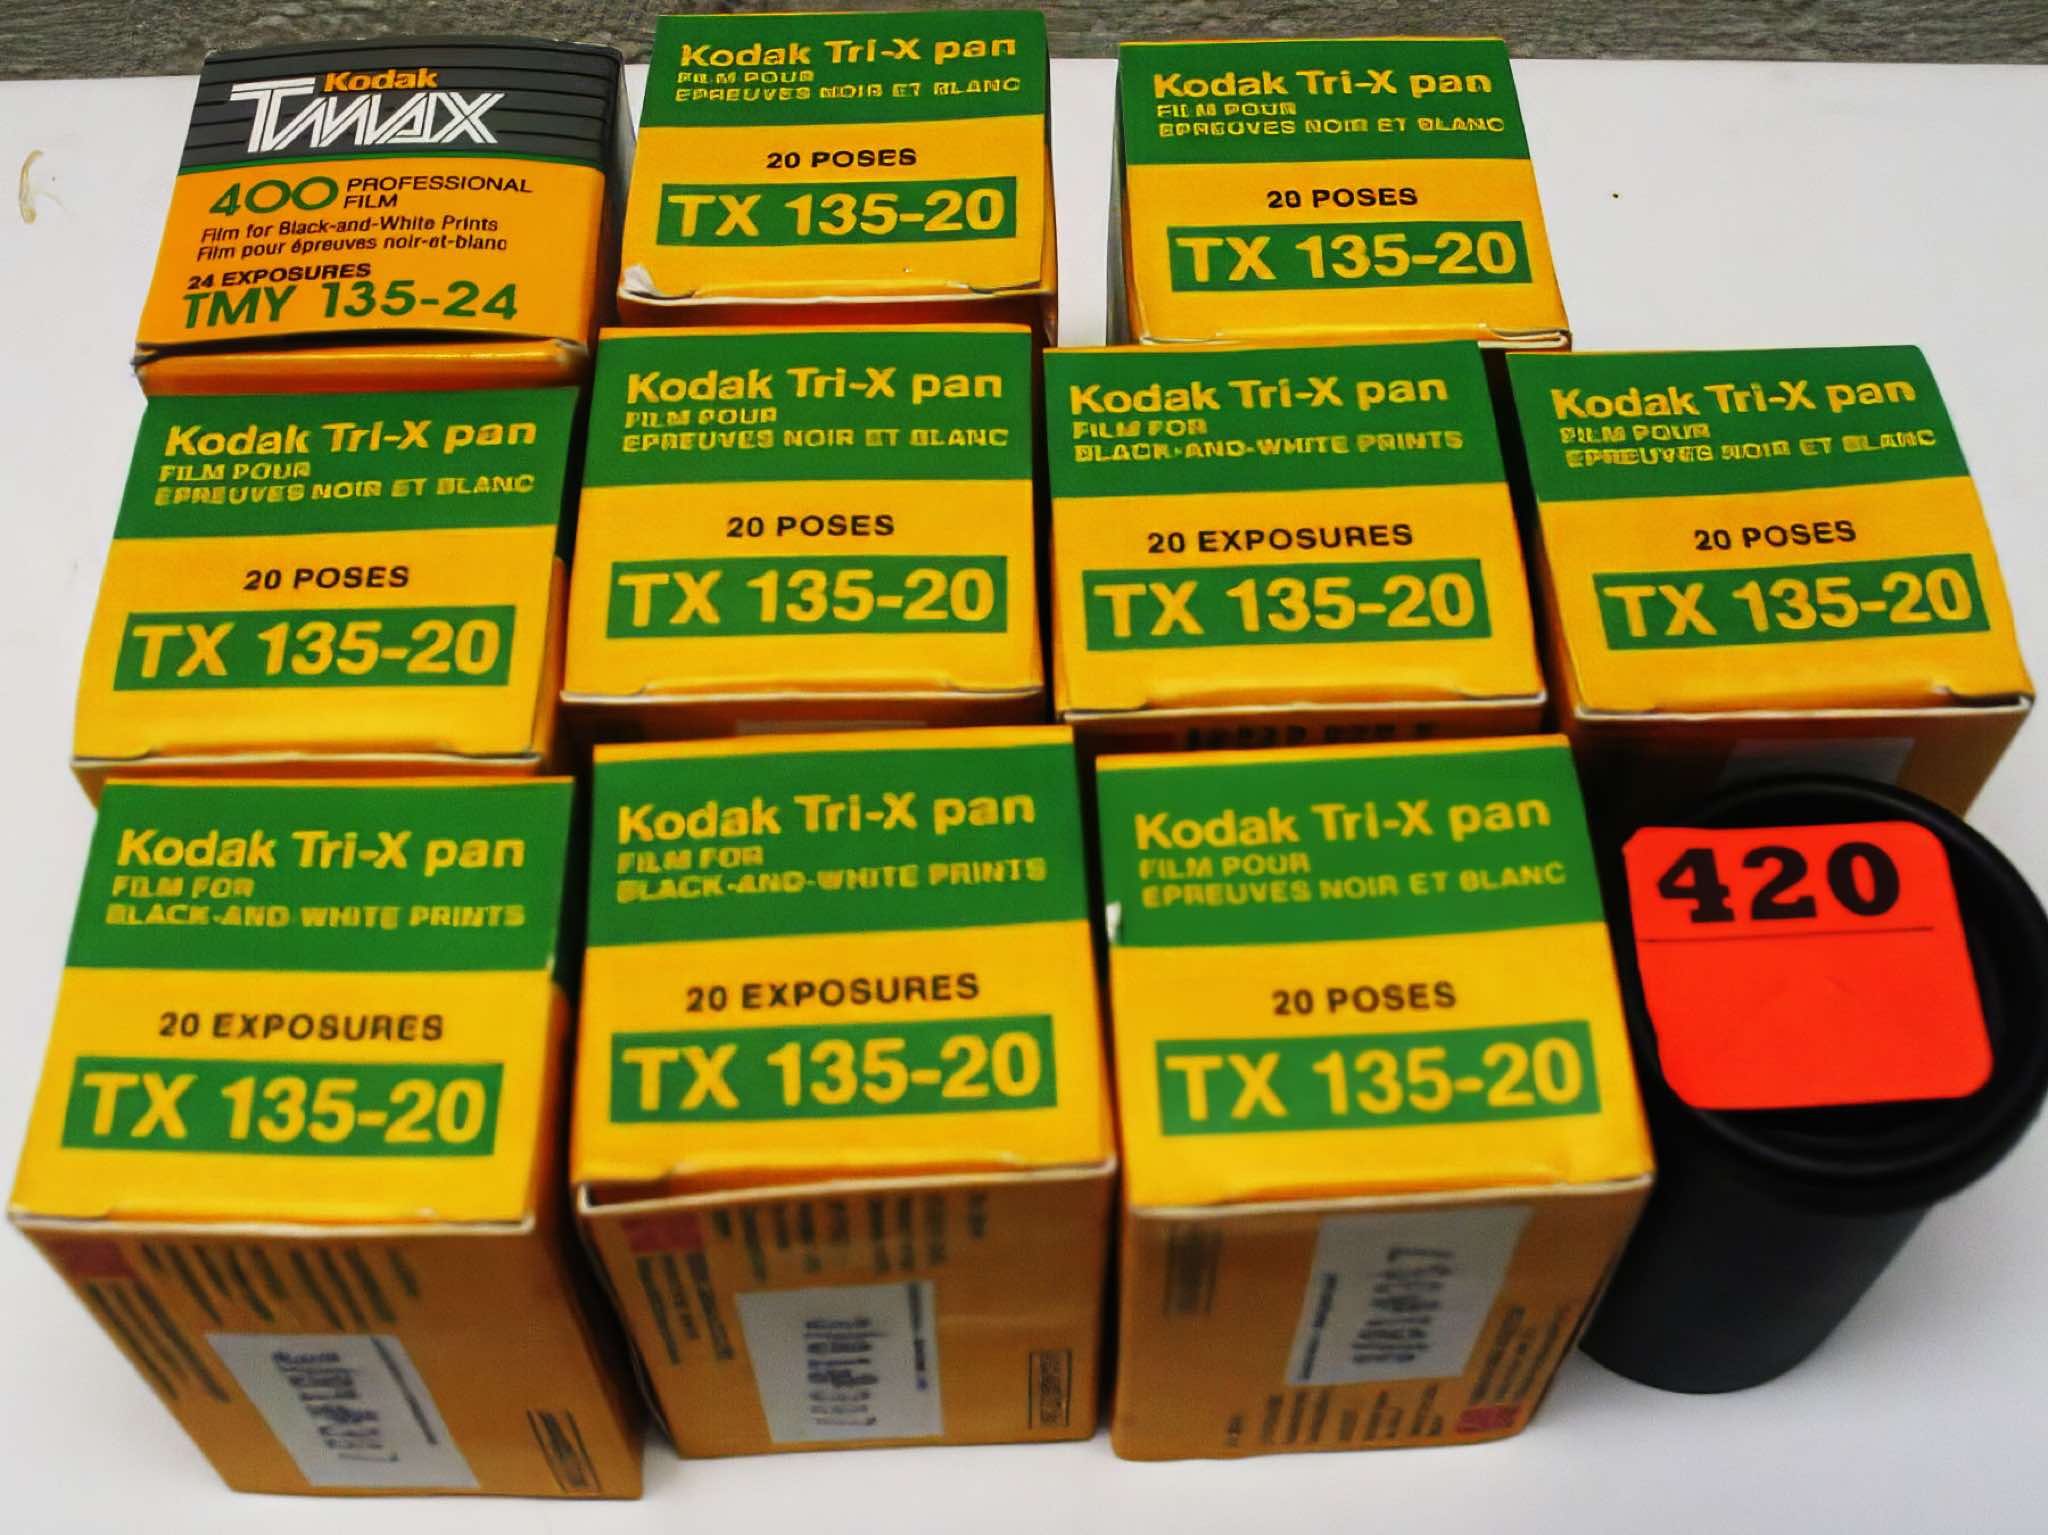 Kodak
TMAX
400 PROFESSIONAL
FILM
Film for Black-and-White Prints
Film pour épreuves noir-et-blanc
24 EXPOSURES
TMY 135-24
Kodak Tri-X pan
FILM POUR
EPREUVES NOIR ET BLANC
20 POSES
TX 135-20
Kodak Tri-X pan
FILM POUR
EPREUVES NOIR ET BLANC
20 POSES
TX 135-20
Kodak Tri-X pan
FILM POUR
EPREUVES NOIR ET BLANC
20 POSES
TX 135-20
Kodak Tri-X pan
FILM POUR
EPREUVES NOIR ET BLANC
20 POSES
TX 135-20
Kodak Tri-X pan
FILM FOR
BLACK-AND-WHITE PRINTS
20 EXPOSURES
TX 135-20
Kodak Tri-X pan
FILM POUR
EPREUVES NOIR ET BLANC
20 POSES
TX 135-20
Kodak Tri-X pan
FILM FOR
BLACK-AND-WHITE PRINTS
20 EXPOSURES
TX 135-20
Kodak Tri-X pan
FILM FOR
BLACK-AND-WHITE PRINTS
20 EXPOSURES
TX 135-20
Kodak Tri-X pan
FILM POUR
EPREUVES NOIR ET BLANC
20 POSES
TX 135-20
420